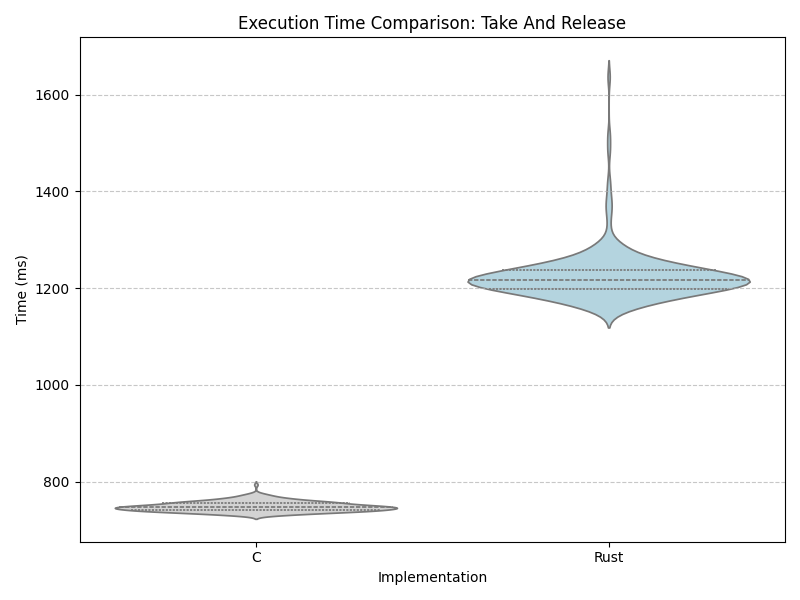 Execution Time Comparison: Take And Release
1600
1400
1200
1000
800
Time (ms)
C
Rust
Implementation